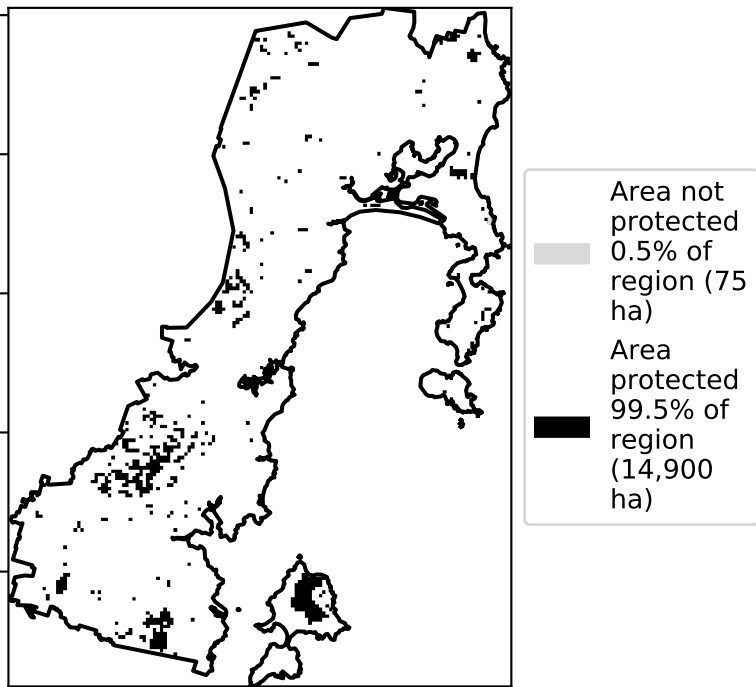 Area not
protected
0.5% of
region (75
ha)
Area
protected
99.5% of
region
(14,900
ha)